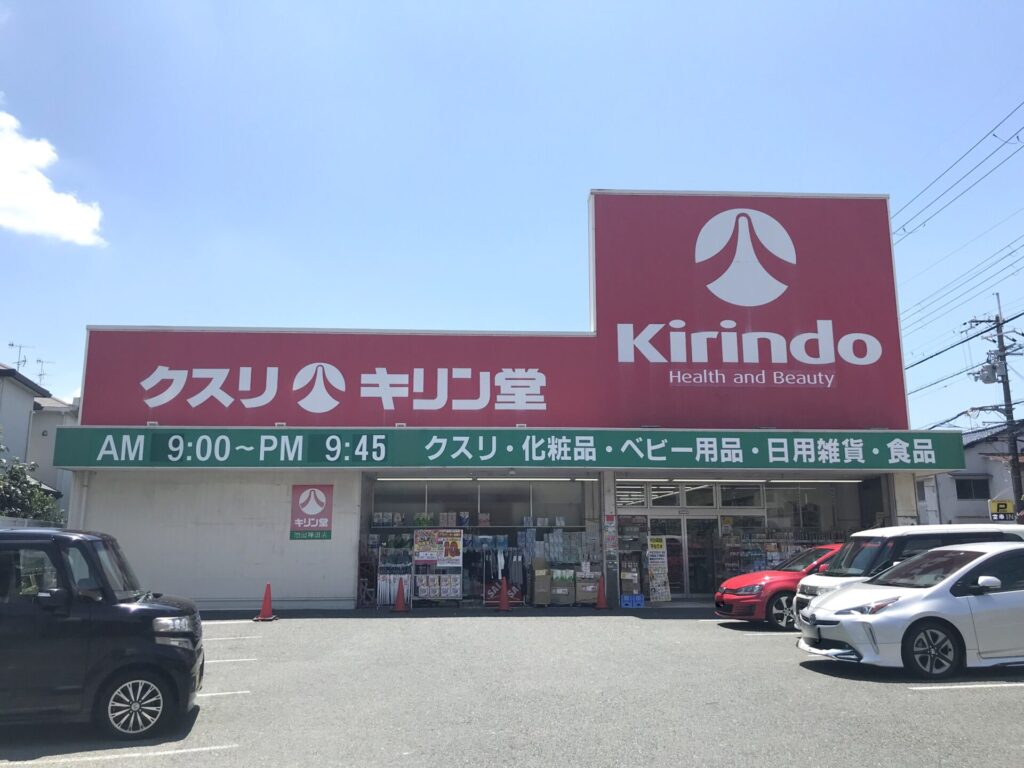 Kirindo
Health and Beauty
クスリ キリン堂
AM 9:00～PM 9:45 クスリ・化粧品・ベビー用品・日用雑貨・食品
キリン堂
SALE
P